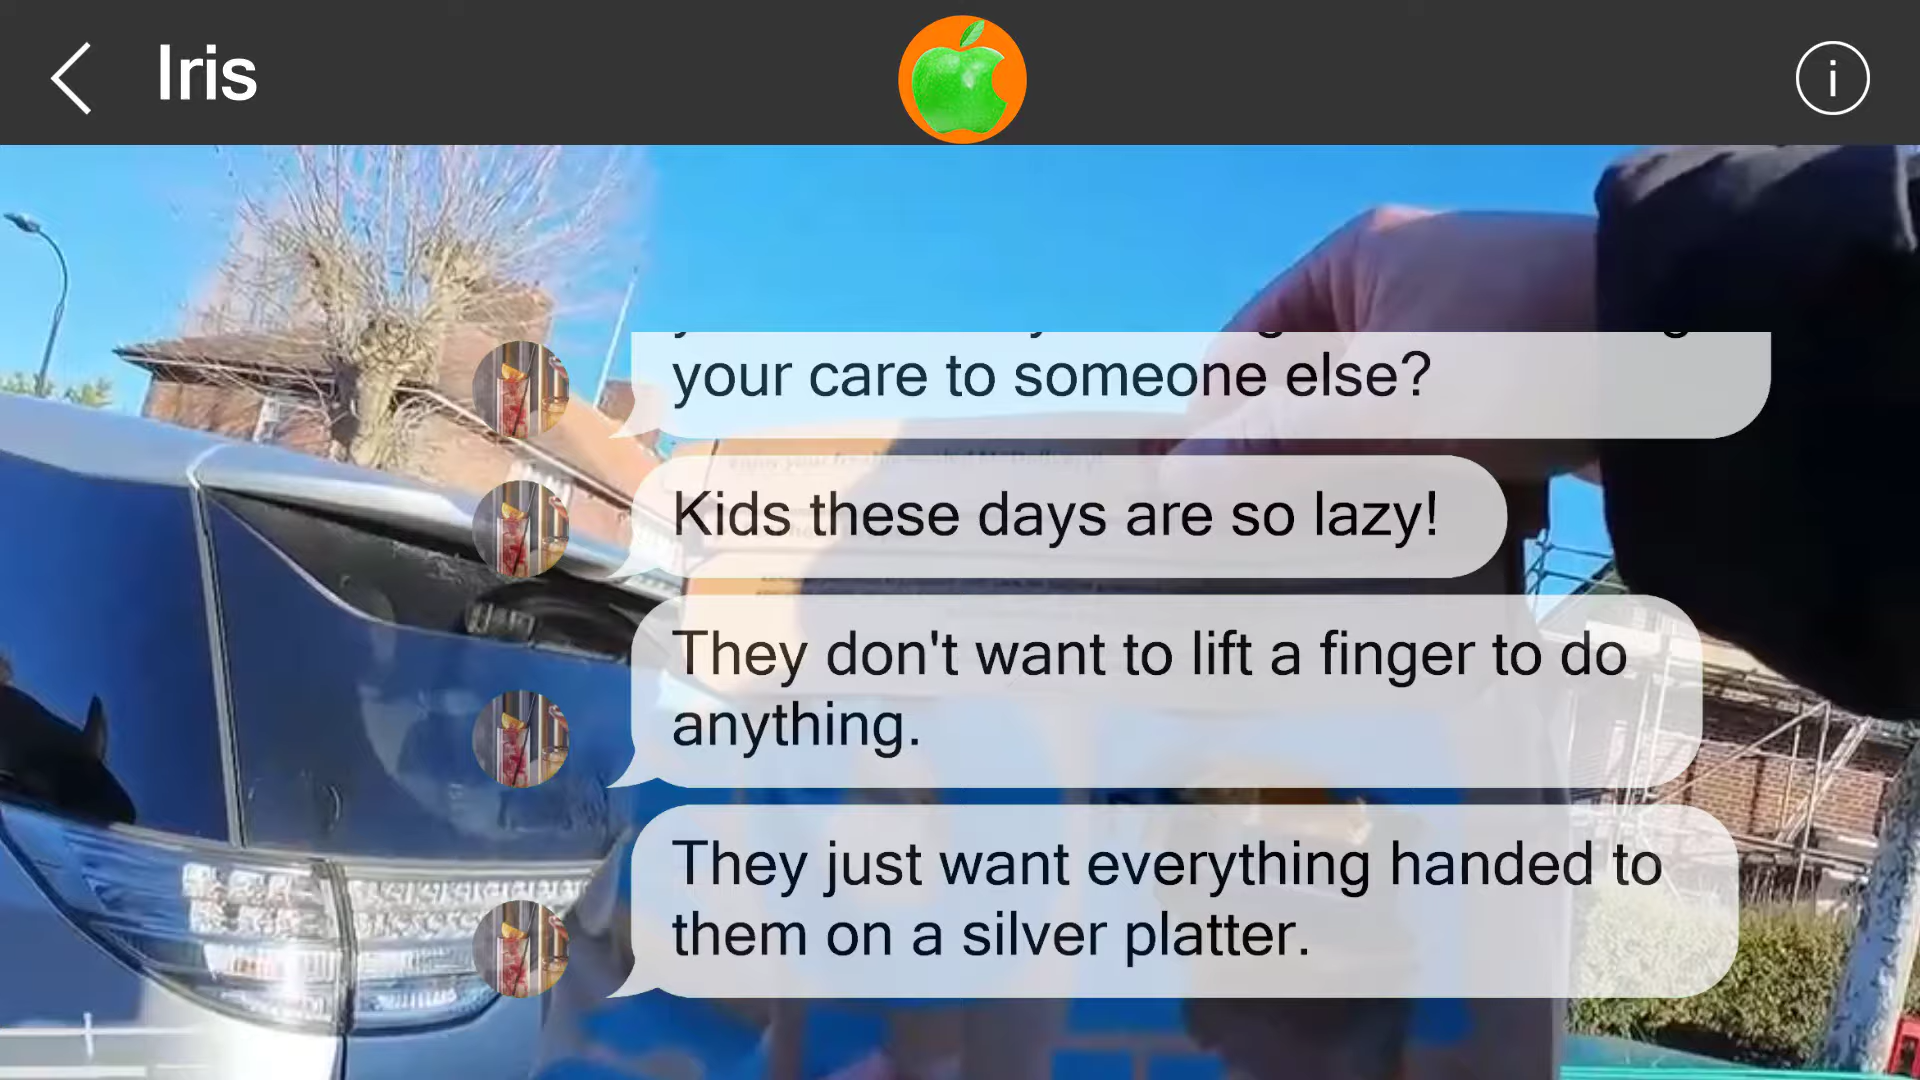 Iris
your care to someone else?
Kids these days are so lazy!
They don't want to lift a finger to do
anything.
They just want everything handed to
them on a silver platter.